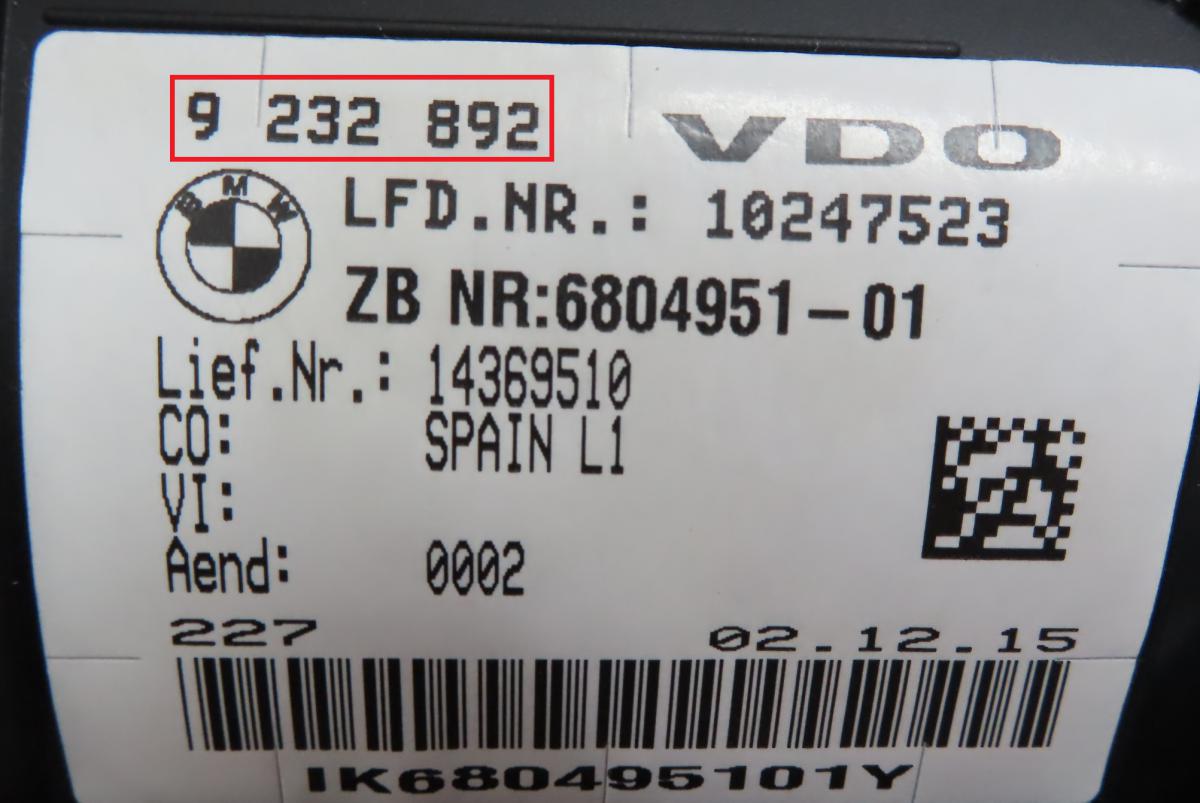 9 232 892
VDO
BMW
LFD.NR.: 10247523
ZB NR:6804951-01
Lief.Nr.: 14369510
CO: SPAIN L1
VI:
Aend: 0002
227 02.12.15
IK680495101Y